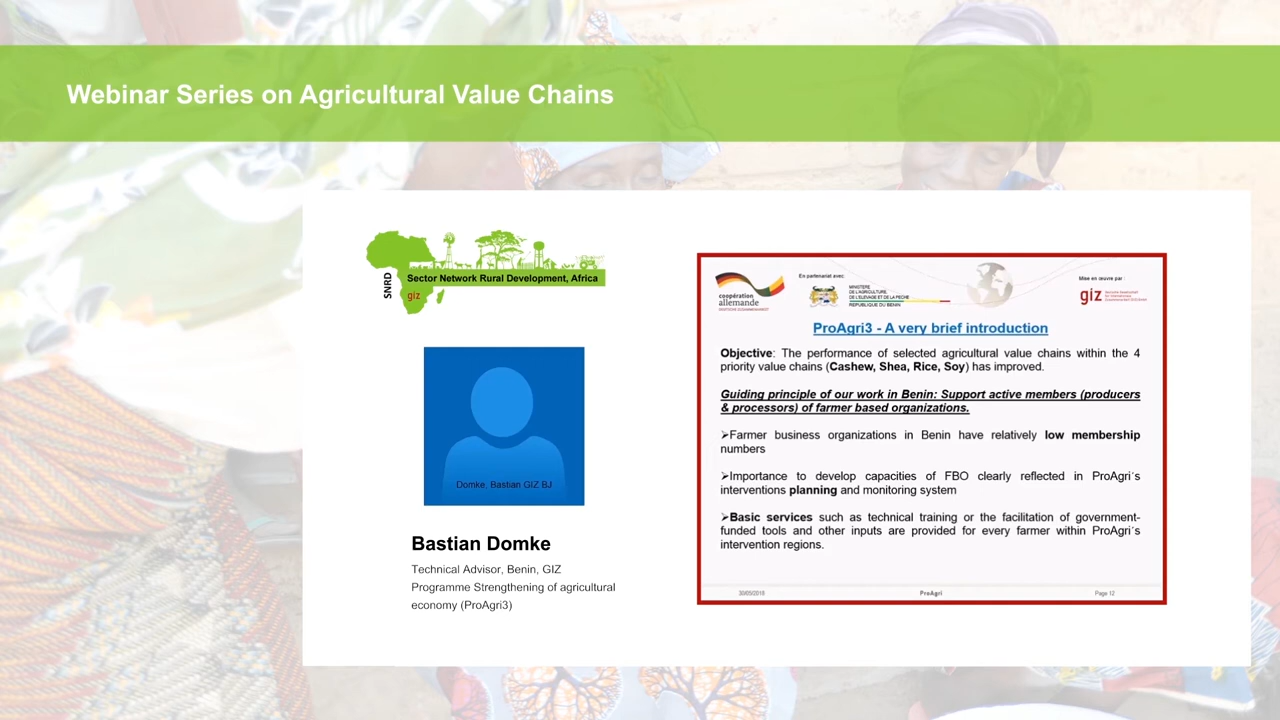 Webinar Series on Agricultural Value Chains
SNRD
Sector Network Rural Development, Africa
giz
Domke, Bastian GIZ BJ
Bastian Domke
Technical Advisor, Benin, GIZ
Programme Strengthening of agricultural
economy (ProAgri3)
coopération
allemande
DEUTSCHE ZUSAMMENARBEIT
En partenariat avec:
MINISTERE
DE L'AGRICULTURE
DE L'ELEVAGE ET DE LA PECHE
REPUBLIQUE DU BENIN
Mise en œuvre par :
giz
ProAgri3 - A very brief introduction
Objective: The performance of selected agricultural value chains within the 4
priority value chains (Cashew, Shea, Rice, Soy) has improved.
Guiding principle of our work in Benin: Support active members (producers
& processors) of farmer based organizations.
➢Farmer business organizations in Benin have relatively low membership
numbers
➢Importance to develop capacities of FBO clearly reflected in ProAgri´s
interventions planning and monitoring system
➢Basic services such as technical training or the facilitation of government-
funded tools and other inputs are provided for every farmer within ProAgri´s
intervention regions.
30/05/2018
ProAgri
Page 12